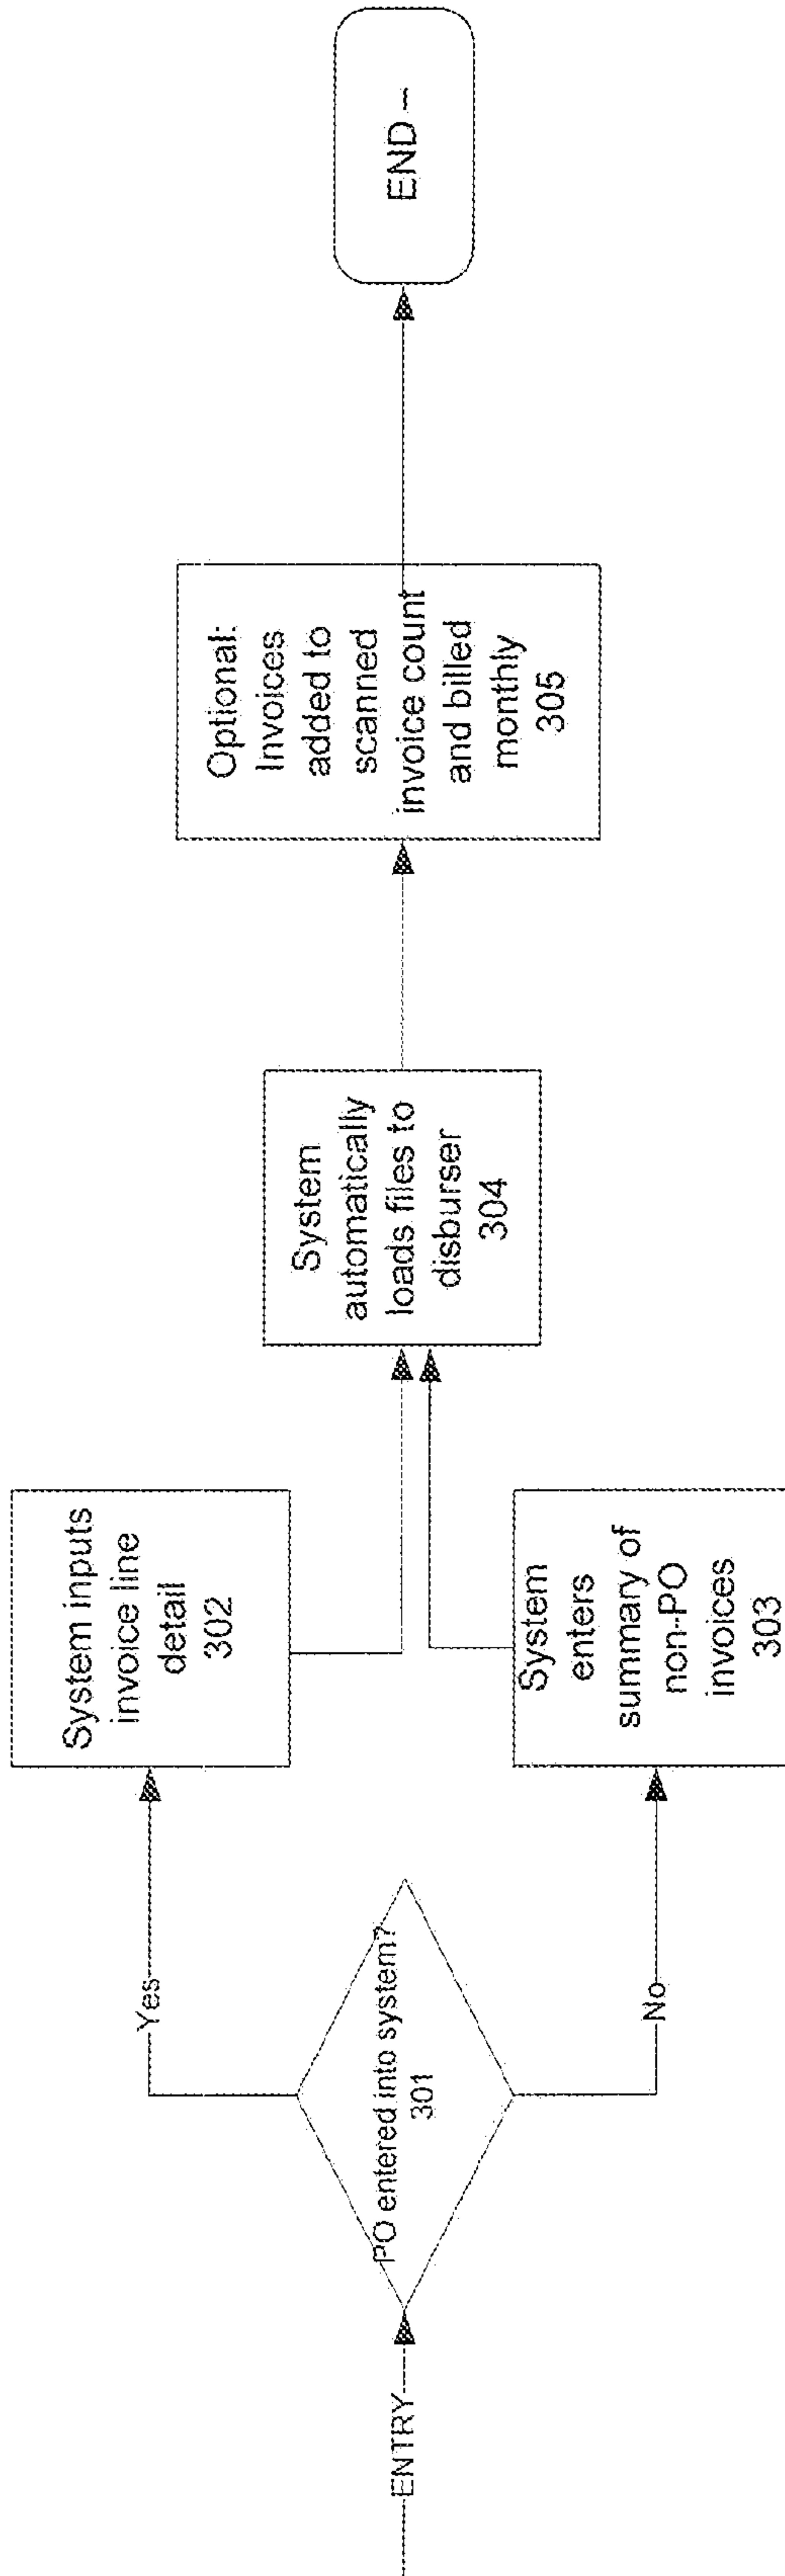 ENTRY
PO entered into system?
301
Yes
No
System inputs
invoice line
detail
302
System
enters
summary of
non-PO
invoices
303
System
automatically
loads files to
disburser
304
Optional:
Invoices
added to
scanned
invoice count
and billed
monthly
305
END –